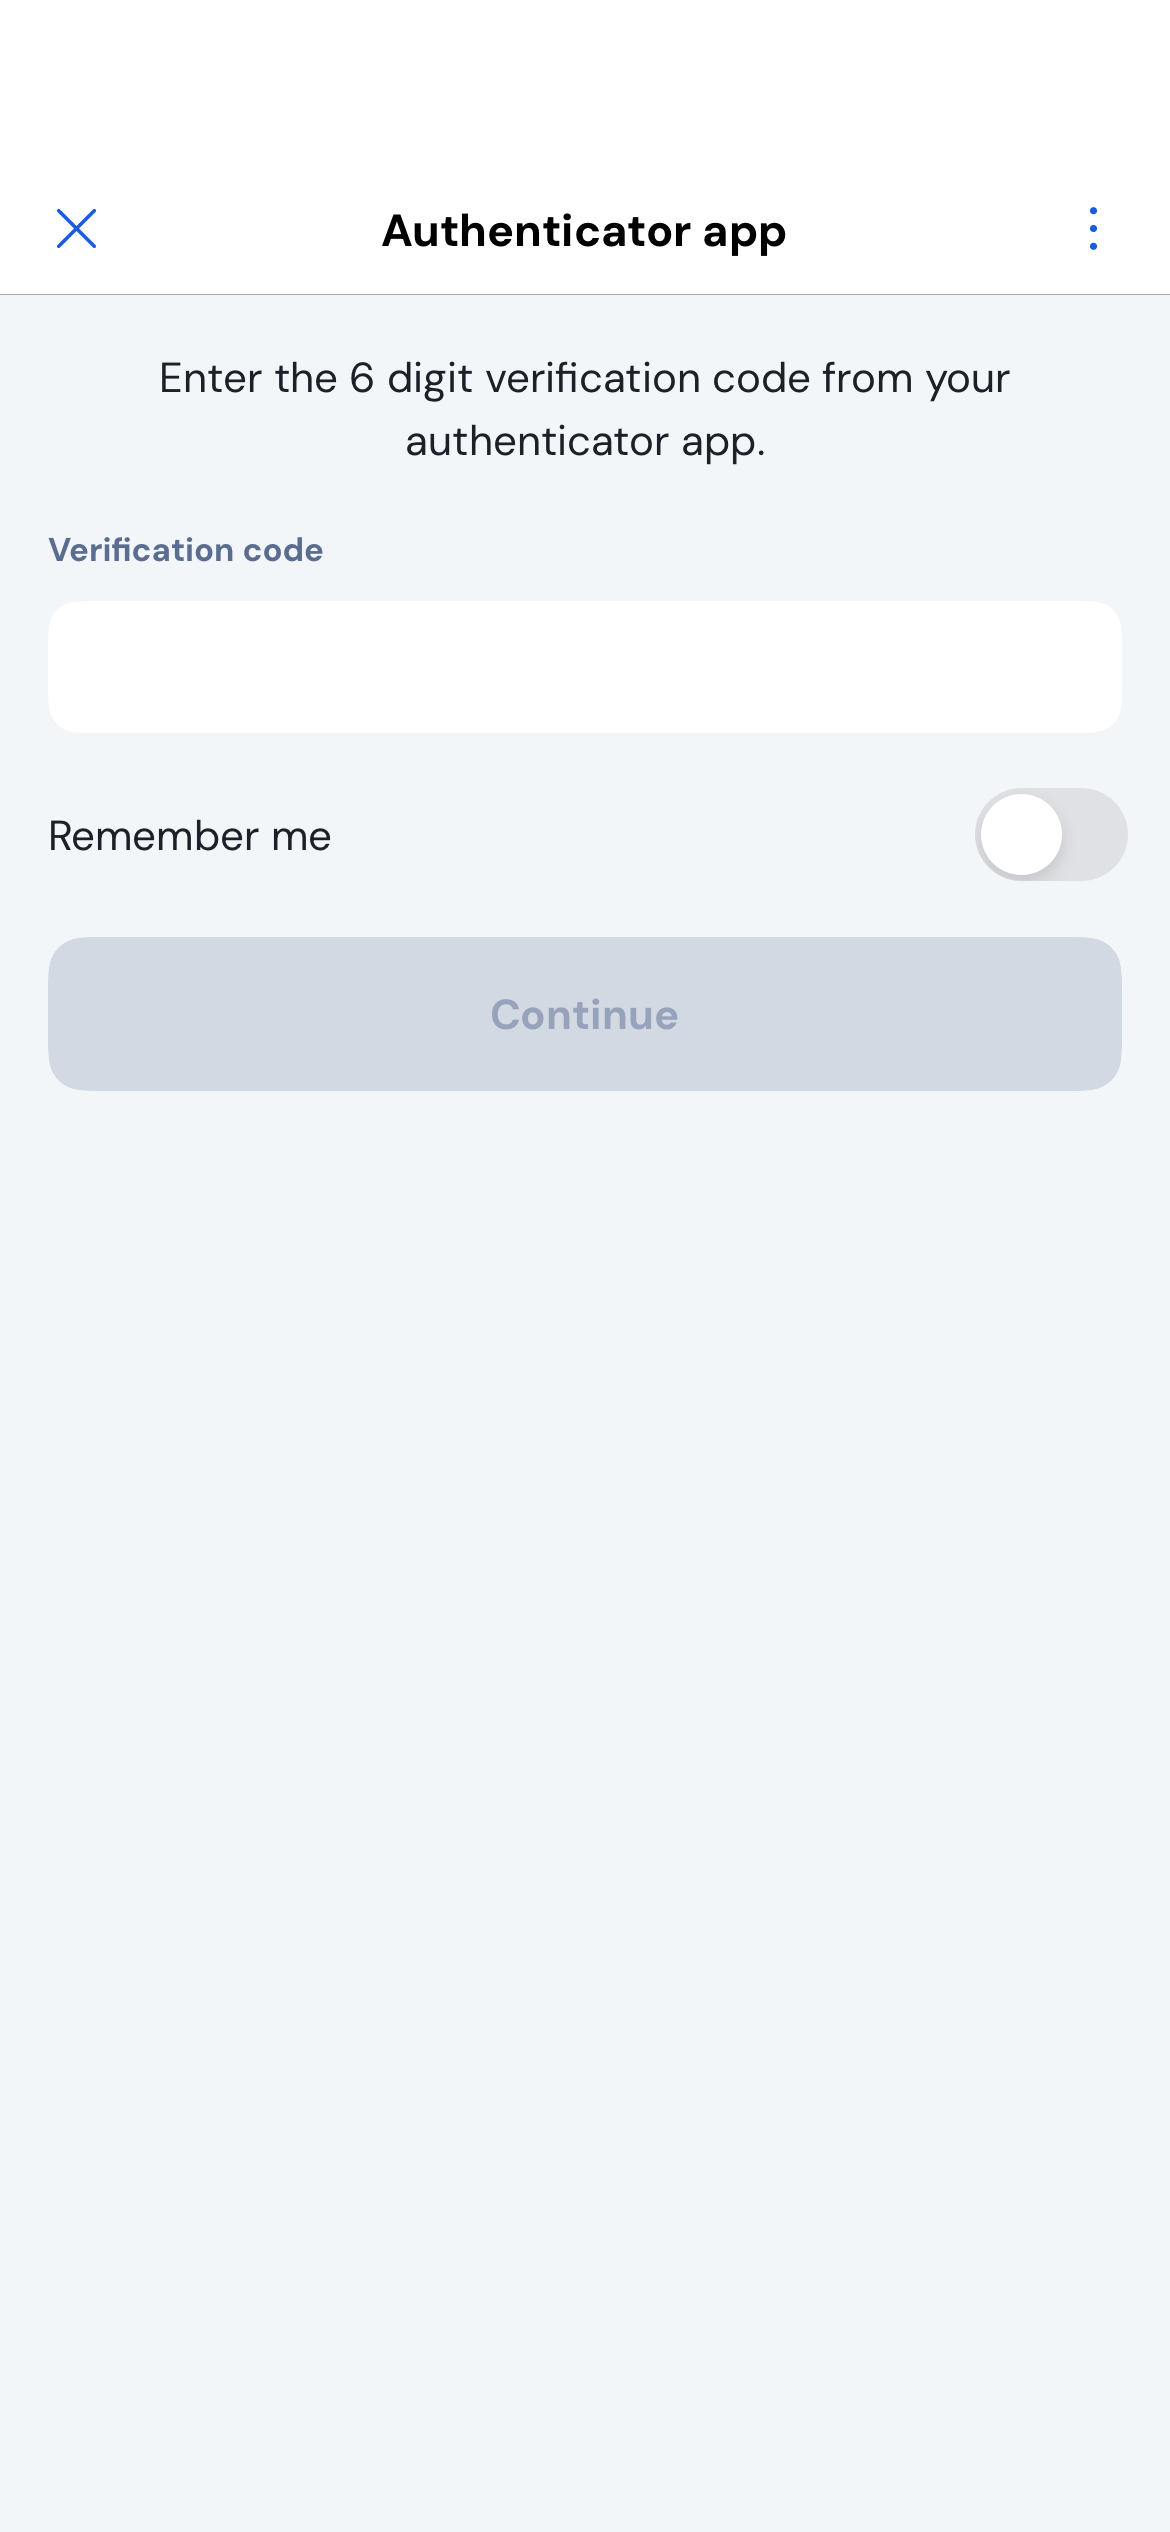 Authenticator app
Enter the 6 digit verification code from your
authenticator app.
Verification code
Remember me
Continue